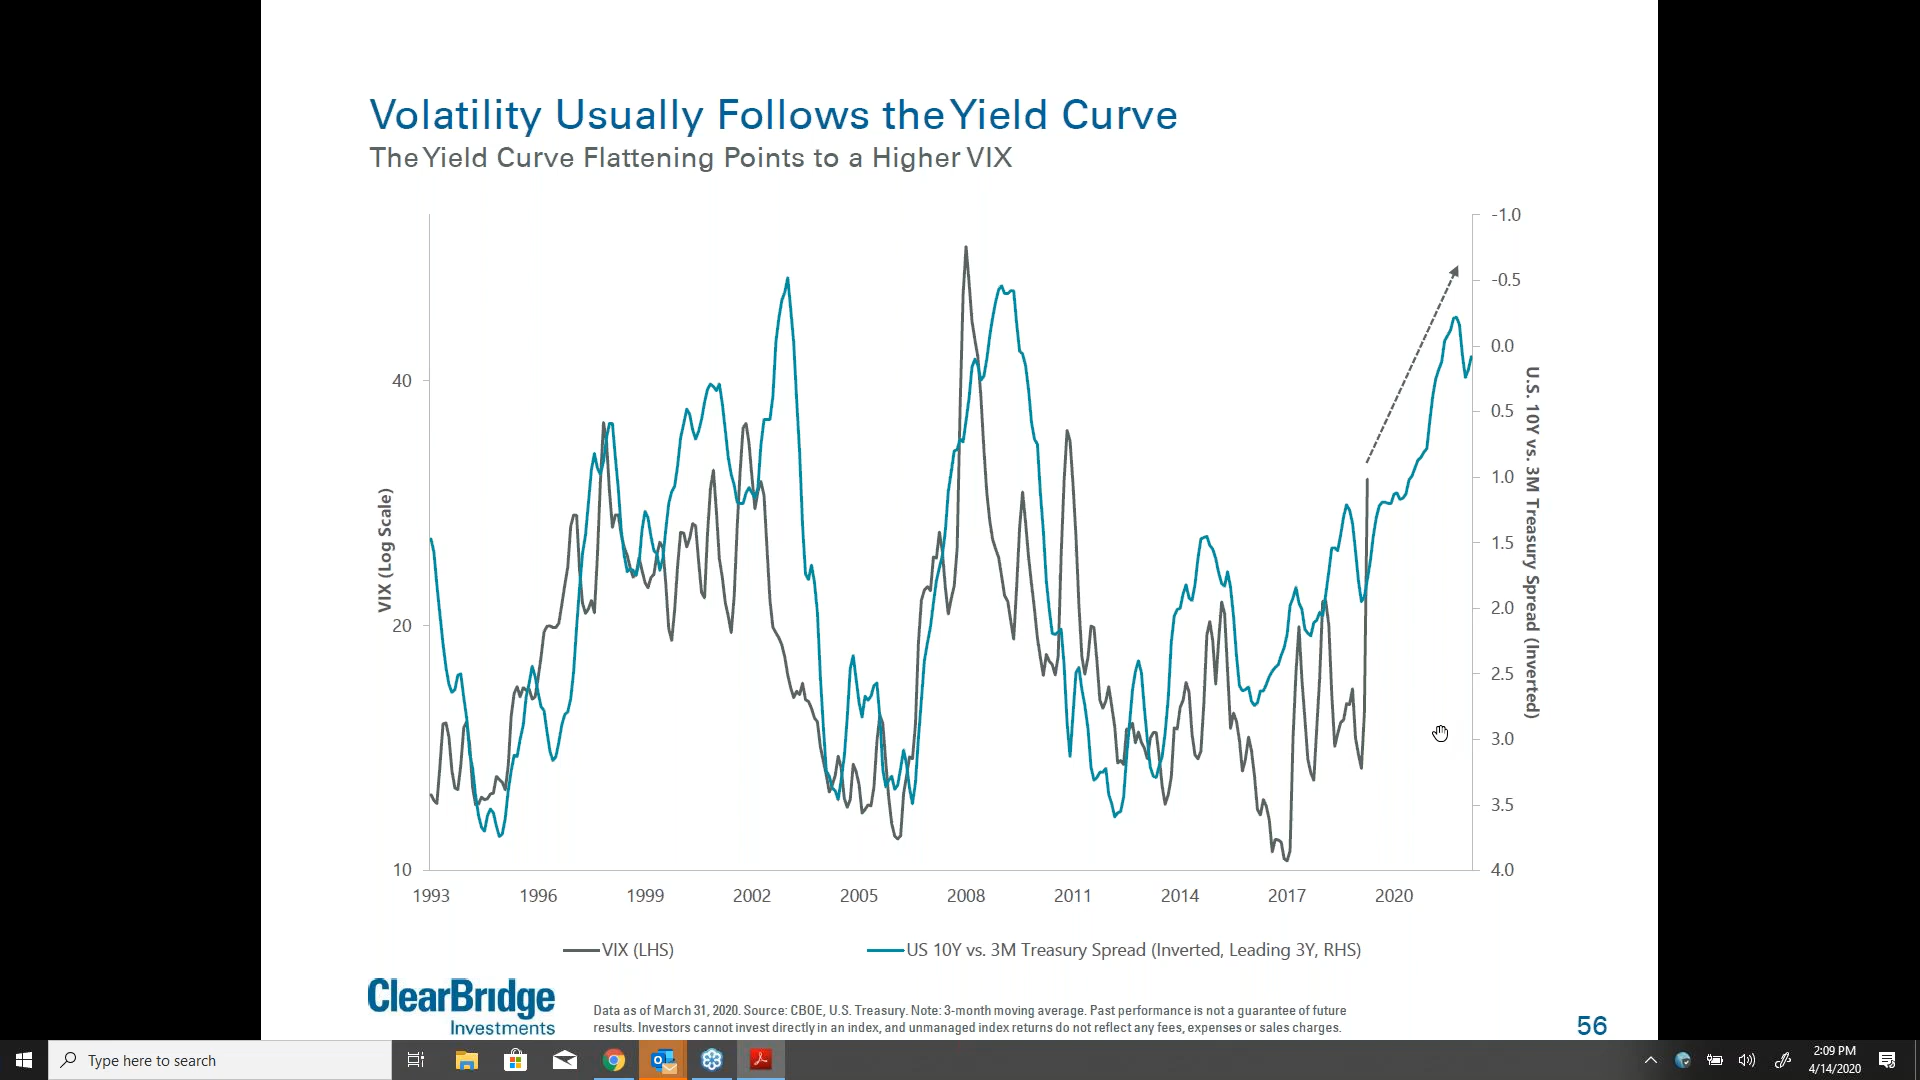 Volatility Usually Follows the Yield Curve
The Yield Curve Flattening Points to a Higher VIX
VIX (Log Scale)
40
20
10
-1.0
-0.5
0.0
0.5
1.0
1.5
2.0
2.5
3.0
3.5
4.0
U.S. 10Y vs. 3M Treasury Spread (Inverted)
1993 1996 1999 2002 2005 2008 2011 2014 2017 2020
VIX (LHS) US 10Y vs. 3M Treasury Spread (Inverted, Leading 3Y, RHS)
ClearBridge
Investments
Data as of March 31, 2020. Source: CBOE, U.S. Treasury. Note: 3-month moving average. Past performance is not a guarantee of future
results. Investors cannot invest directly in an index, and unmanaged index returns do not reflect any fees, expenses or sales charges.
56
Type here to search
2:09 PM
4/14/2020